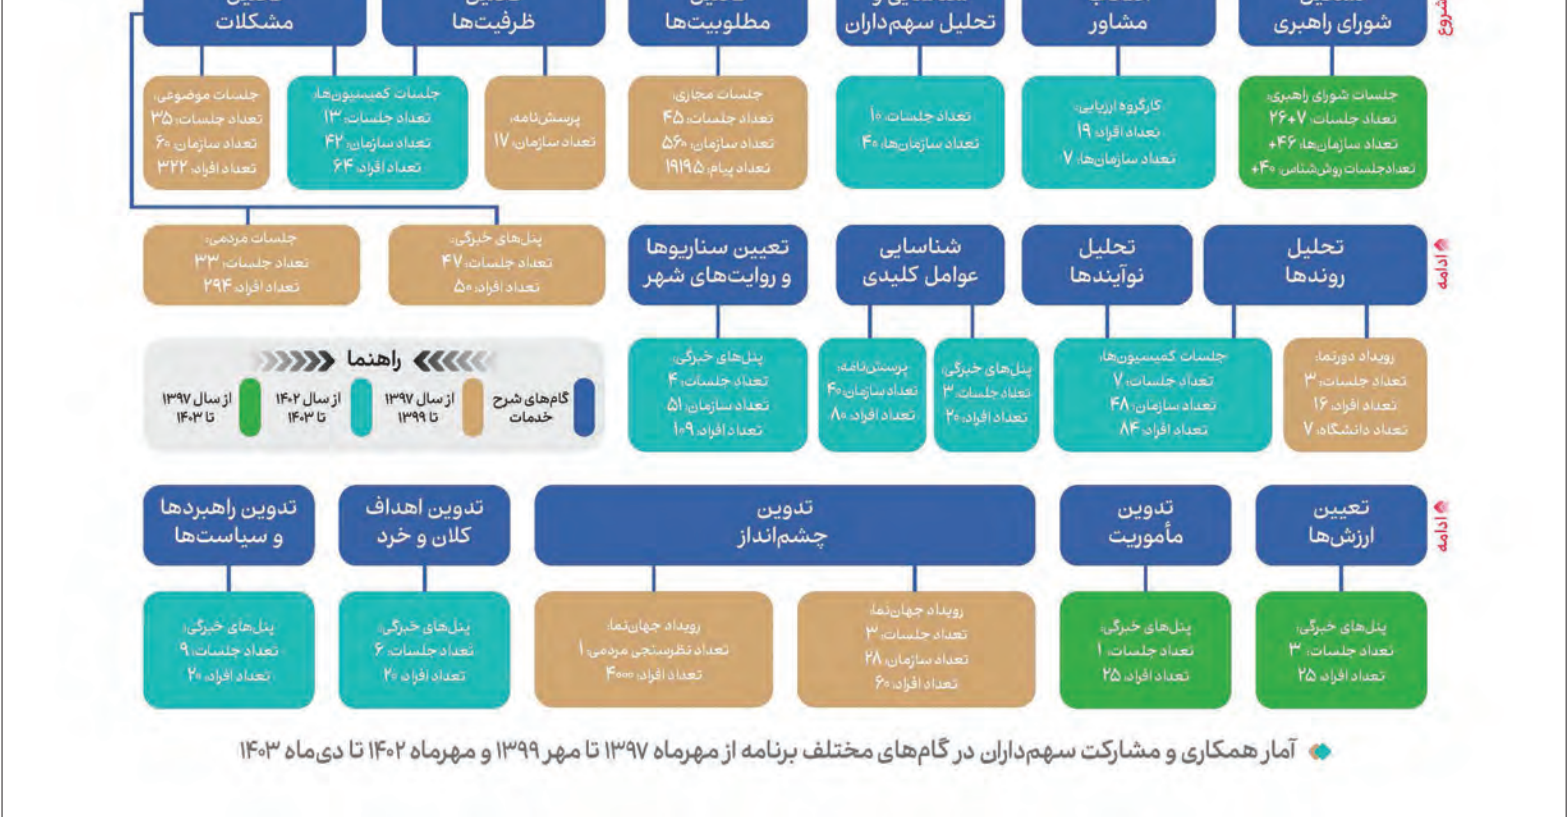 شروع
شورای راهبری
مشاور
تحلیل سهم‌داران
مطلوبیت‌ها
ظرفیت‌ها
مشکلات
جلسات شورای راهبری:
تعداد جلسات: ۷+۲۶
تعداد سازمان‌ها: ۴۶+
تعداد جلسات روش‌شناس: ۴۰+
کارگروه ارزیابی:
تعداد افراد: ۱۹
تعداد سازمان‌ها: ۷
تعداد جلسات: ۱۰
تعداد سازمان‌ها: ۴۰
جلسات مجازی:
تعداد جلسات: ۴۵
تعداد سازمان: ۵۶۰
تعداد پیام: ۱۹۱۹۵
پرسش‌نامه:
تعداد سازمان: ۱۷
جلسات کمیسیون‌ها:
تعداد جلسات: ۱۳
تعداد سازمان: ۴۲
تعداد افراد: ۶۴
جلسات موضوعی:
تعداد جلسات: ۳۵
تعداد سازمان: ۶۰
تعداد افراد: ۳۲۲
پنل‌های خبرگی:
تعداد جلسات: ۴۷
تعداد افراد: ۵۰
جلسات مردمی:
تعداد جلسات: ۳۳
تعداد افراد: ۲۹۴
ادامه
تحلیل
روندها
تحلیل
نوآیندها
شناسایی
عوامل کلیدی
تعیین سناریوها
و روایت‌های شهر
رویداد دورنما:
تعداد جلسات: ۳
تعداد افراد: ۱۶
تعداد دانشگاه: ۷
جلسات کمیسیون‌ها:
تعداد جلسات: ۷
تعداد سازمان: ۴۸
تعداد افراد: ۸۴
پنل‌های خبرگی:
تعداد جلسات: ۳
تعداد افراد: ۲۰
پرسش‌نامه:
تعداد سازمان: ۴۰
تعداد افراد: ۸۰
پنل‌های خبرگی:
تعداد جلسات: ۴
تعداد سازمان: ۵۱
تعداد افراد: ۱۰۹
راهنما
گام‌های شرح
خدمات
از سال ۱۳۹۷
تا ۱۳۹۹
از سال ۱۴۰۲
تا ۱۴۰۳
از سال ۱۳۹۷
تا ۱۴۰۳
ادامه
تعیین
ارزش‌ها
تدوین
مأموریت
تدوین
چشم‌انداز
تدوین اهداف
کلان و خرد
تدوین راهبردها
و سیاست‌ها
پنل‌های خبرگی:
تعداد جلسات: ۳
تعداد افراد: ۲۵
پنل‌های خبرگی:
تعداد جلسات: ۱
تعداد افراد: ۲۵
رویداد جهان‌نما:
تعداد جلسات: ۳
تعداد سازمان: ۲۸
تعداد افراد: ۶۰
رویداد جهان‌نما:
تعداد نظرسنجی مردمی: ۱
تعداد افراد: ۴۰۰۰
پنل‌های خبرگی:
تعداد جلسات: ۶
تعداد افراد: ۲۰
پنل‌های خبرگی:
تعداد جلسات: ۹
تعداد افراد: ۲۰
آمار همکاری و مشارکت سهم‌داران در گام‌های مختلف برنامه از مهرماه ۱۳۹۷ تا مهر ۱۳۹۹ و مهرماه ۱۴۰۲ تا دی‌ماه ۱۴۰۳